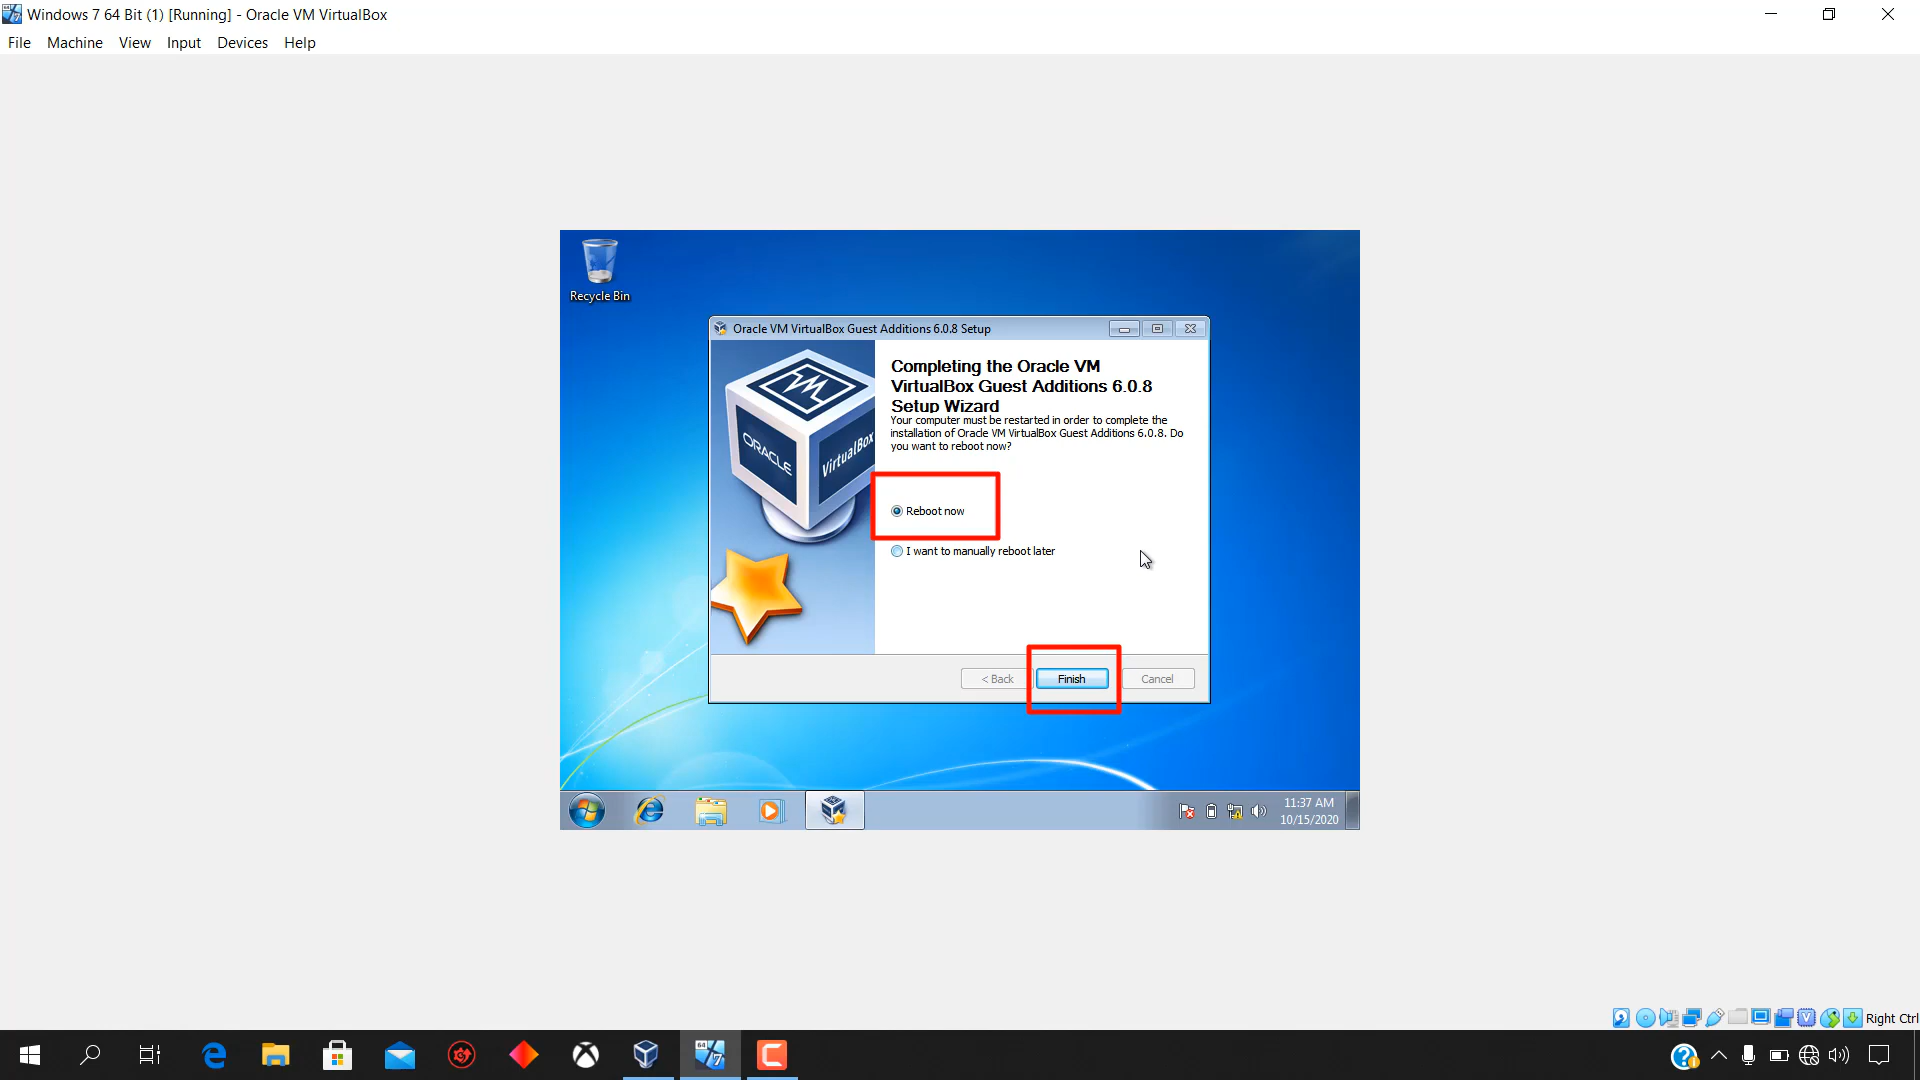 Windows 7 64 Bit (1) [Running] - Oracle VM VirtualBox
File Machine View Input Devices Help
Recycle Bin
Oracle VM VirtualBox Guest Additions 6.0.8 Setup
ORACLE
VirtualBox
Completing the Oracle VM
VirtualBox Guest Additions 6.0.8
Setup Wizard
Your computer must be restarted in order to complete the
installation of Oracle VM VirtualBox Guest Additions 6.0.8. Do
you want to reboot now?
Reboot now
I want to manually reboot later
< Back Finish Cancel
11:37 AM
10/15/2020
Right Ctrl
64
7